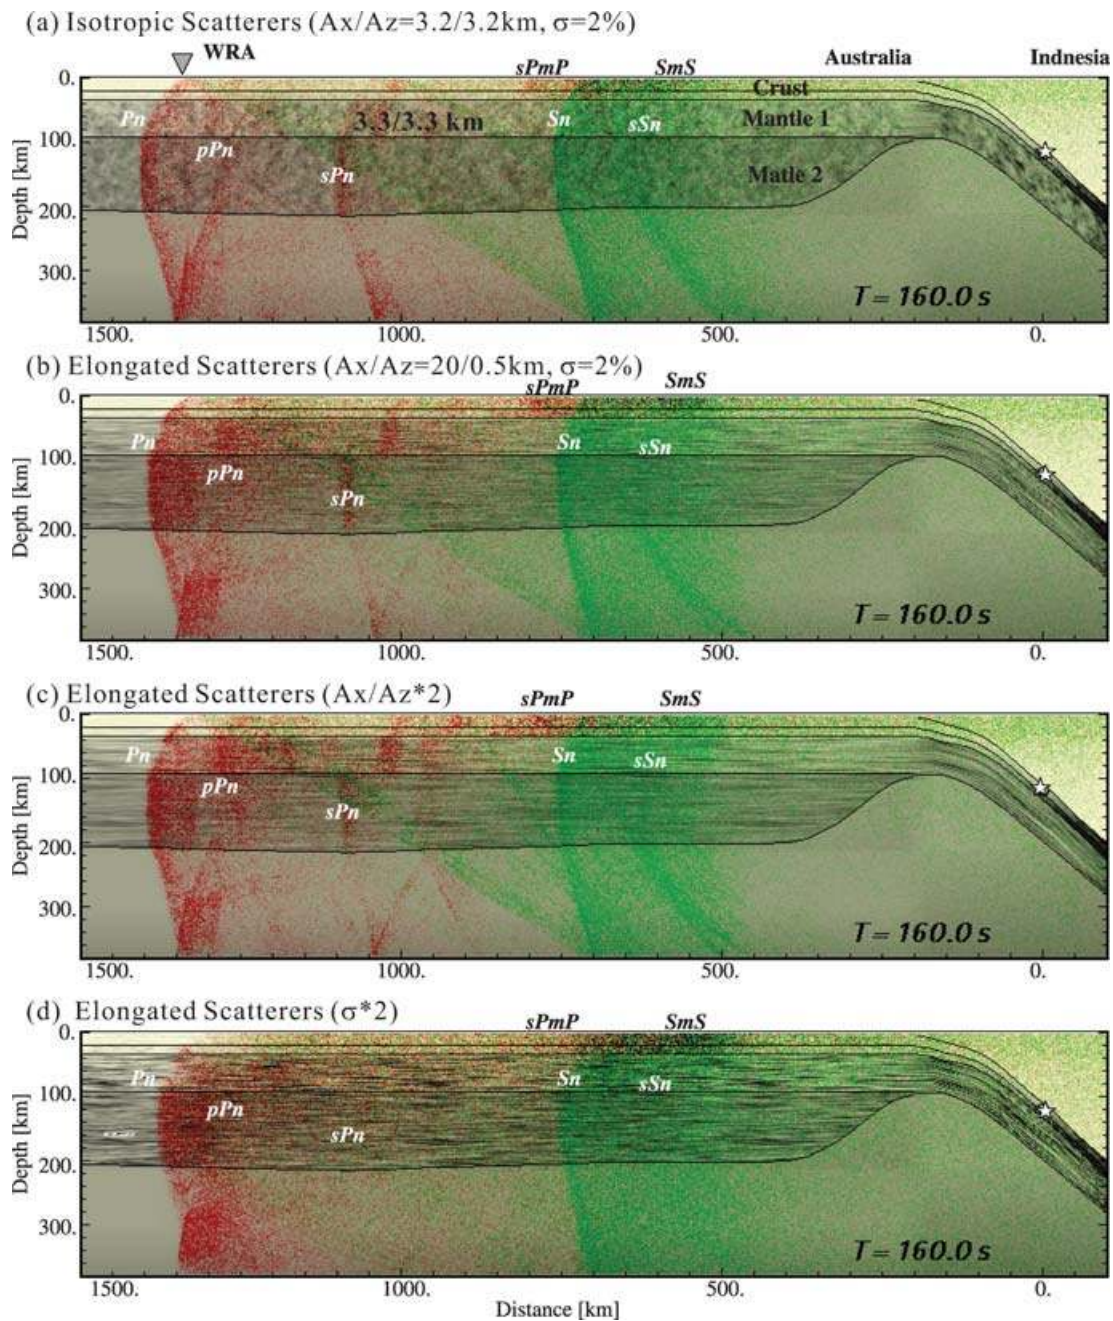 (a) Isotropic Scatterers (Ax/Az=3.2/3.2km, σ=2%)
WRA sPmP SmS Australia Indnesia
0.
Crust
Pn 3.3/3.3 km Sn sSn Mantle 1
100.
pPn sPn Matle 2
200.
300.
Depth [km]
T = 160.0 s
1500. 1000. 500. 0.
(b) Elongated Scatterers (Ax/Az=20/0.5km, σ=2%)
sPmP SmS
0.
Pn Sn sSn
100.
pPn sPn
200.
300.
Depth [km]
T = 160.0 s
1500. 1000. 500. 0.
(c) Elongated Scatterers (Ax/Az*2)
sPmP SmS
0.
Pn Sn sSn
100.
pPn sPn
200.
300.
Depth [km]
T = 160.0 s
1500. 1000. 500. 0.
(d) Elongated Scatterers (σ*2)
sPmP SmS
0.
Pn Sn sSn
100.
pPn sPn
200.
300.
Depth [km]
T = 160.0 s
1500. 1000. 500. 0.
Distance [km]